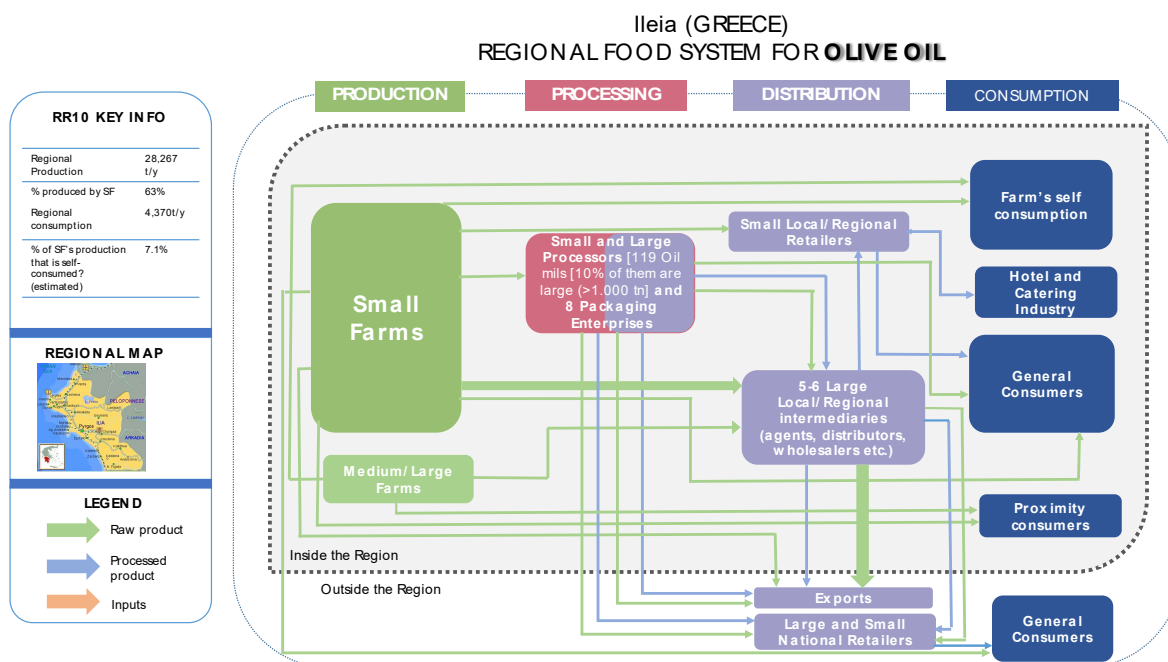 Ileia (GREECE)
REGIONAL FOOD SYSTEM FOR OLIVE OIL
PRODUCTION
PROCESSING
DISTRIBUTION
CONSUMPTION
RR10 KEY INFO
Regional
Production
28,267
t/y
% produced by SF
63%
Regional
consumption
4,370t/y
% of SF's production
that is self-
consumed?
(estimated)
7.1%
REGIONAL MAP
ACHAIA
PELOPONNESE
ILIA
Pyrgos
ARKADIA
LEGEND
Raw product
Processed
product
Inputs
Small
Farms
Medium/ Large
Farms
Small and Large
Processors [119 Oil
mils [10% of them are
large (>1.000 tn] and
8 Packaging
Enterprises
Small Local/ Regional
Retailers
5-6 Large
Local/ Regional
intermediaries
(agents, distributors,
wholesalers etc.)
Farm's self
consumption
Hotel and
Catering
Industry
General
Consumers
Proximity
consumers
Inside the Region
Outside the Region
Exports
Large and Small
National Retailers
General
Consumers